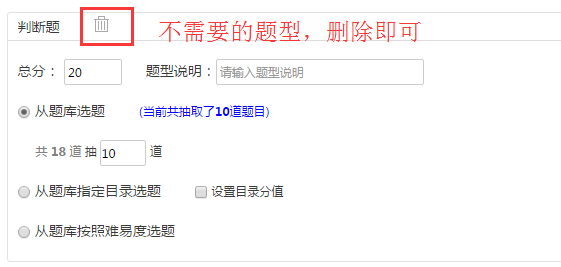 判断题 不需要的题型，删除即可
总分： 20 题型说明： 请输入题型说明
从题库选题 (当前共抽取了10道题目)
共 18 道 抽 10 道
从题库指定目录选题 设置目录分值
从题库按照难易度选题